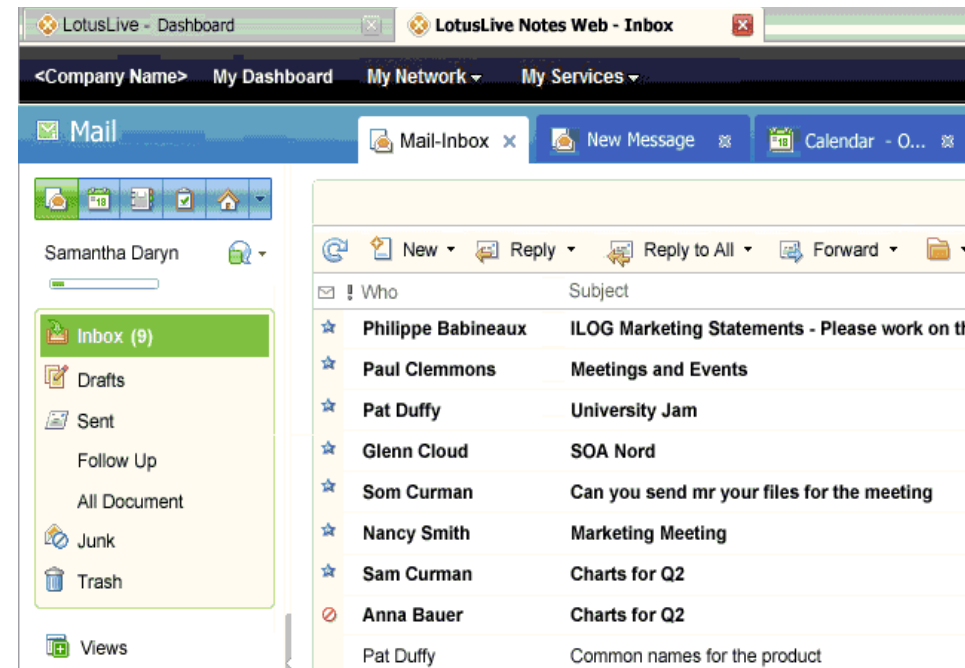 LotusLive - Dashboard
LotusLive Notes Web - Inbox
<Company Name> My Dashboard My Network My Services
Mail
Mail-Inbox
New Message
Calendar - O...
Samantha Daryn
New Reply Reply to All Forward
! Who Subject
Inbox (9)
Drafts
Sent
Follow Up
All Document
Junk
Trash
Views
Philippe Babineaux ILOG Marketing Statements - Please work on th
Paul Clemmons Meetings and Events
Pat Duffy University Jam
Glenn Cloud SOA Nord
Som Curman Can you send mr your files for the meeting
Nancy Smith Marketing Meeting
Sam Curman Charts for Q2
Anna Bauer Charts for Q2
Pat Duffy Common names for the product